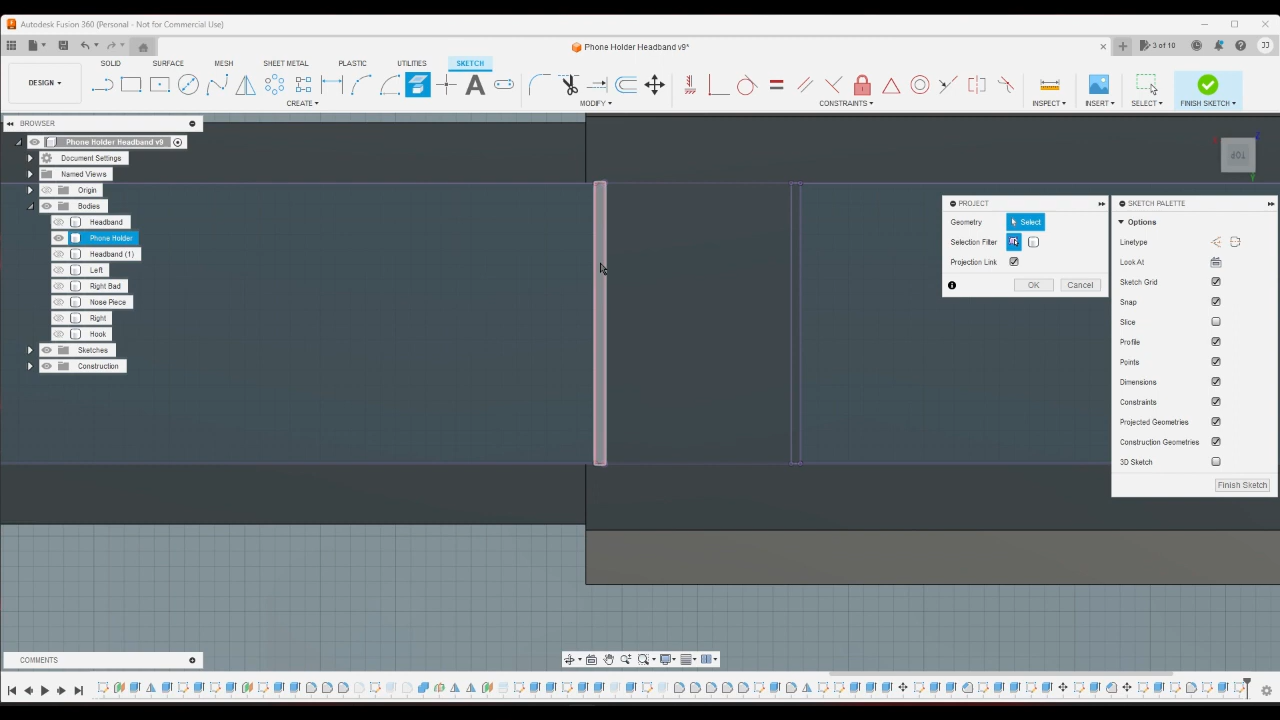 Autodesk Fusion 360 (Personal - Not for Commercial Use)
Phone Holder Headband v9*
3 of 10
JJ
DESIGN
SOLID
SURFACE
MESH
SHEET METAL
PLASTIC
UTILITIES
SKETCH
CREATE
MODIFY
CONSTRAINTS
INSPECT
INSERT
SELECT
FINISH SKETCH
BROWSER
Phone Holder Headband v9
Document Settings
Named Views
Origin
Bodies
Headband
Phone Holder
Headband (1)
Left
Right Bad
Nose Piece
Right
Hook
Sketches
Construction
TOP
PROJECT
Geometry
Select
Selection Filter
Projection Link
OK
Cancel
SKETCH PALETTE
Options
Linetype
Look At
Sketch Grid
Snap
Slice
Profile
Points
Dimensions
Constraints
Projected Geometries
Construction Geometries
3D Sketch
Finish Sketch
COMMENTS